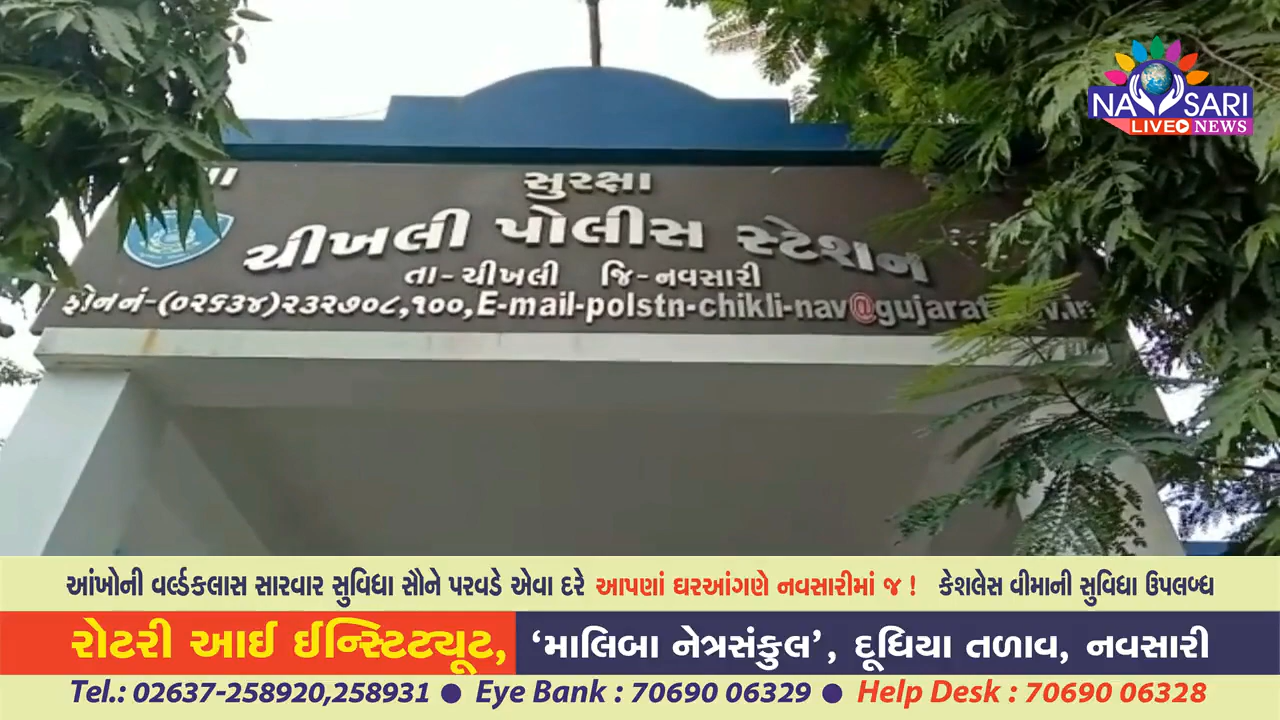 NAVSARI
LIVE NEWS
સુરક્ષા
ચીખલી પોલીસ સ્ટેશન
તા-ચીખલી જિ-નવસારી
ફોનનં-(૦૨૬૩૪)૨૩૨૭૦૮,૧૦૦,E-mail-polstn-chikli-nav@gujarat
આંખોની વર્લ્ડકલાસ સારવાર સુવિધા સૌને પરવડે એવા દરે આપણાં ઘરઆંગણે નવસારીમાં જ ! કેશલેસ વીમાની સુવિધા ઉપલબ્ધ
રોટરી આઈ ઈન્સ્ટિટ્યૂટ, ‘માલિબા નેત્રસંકુલ’, દૂધિયા તળાવ, નવસારી
Tel.: 02637-258920,258931 ● Eye Bank : 70690 06329 ● Help Desk : 70690 06328